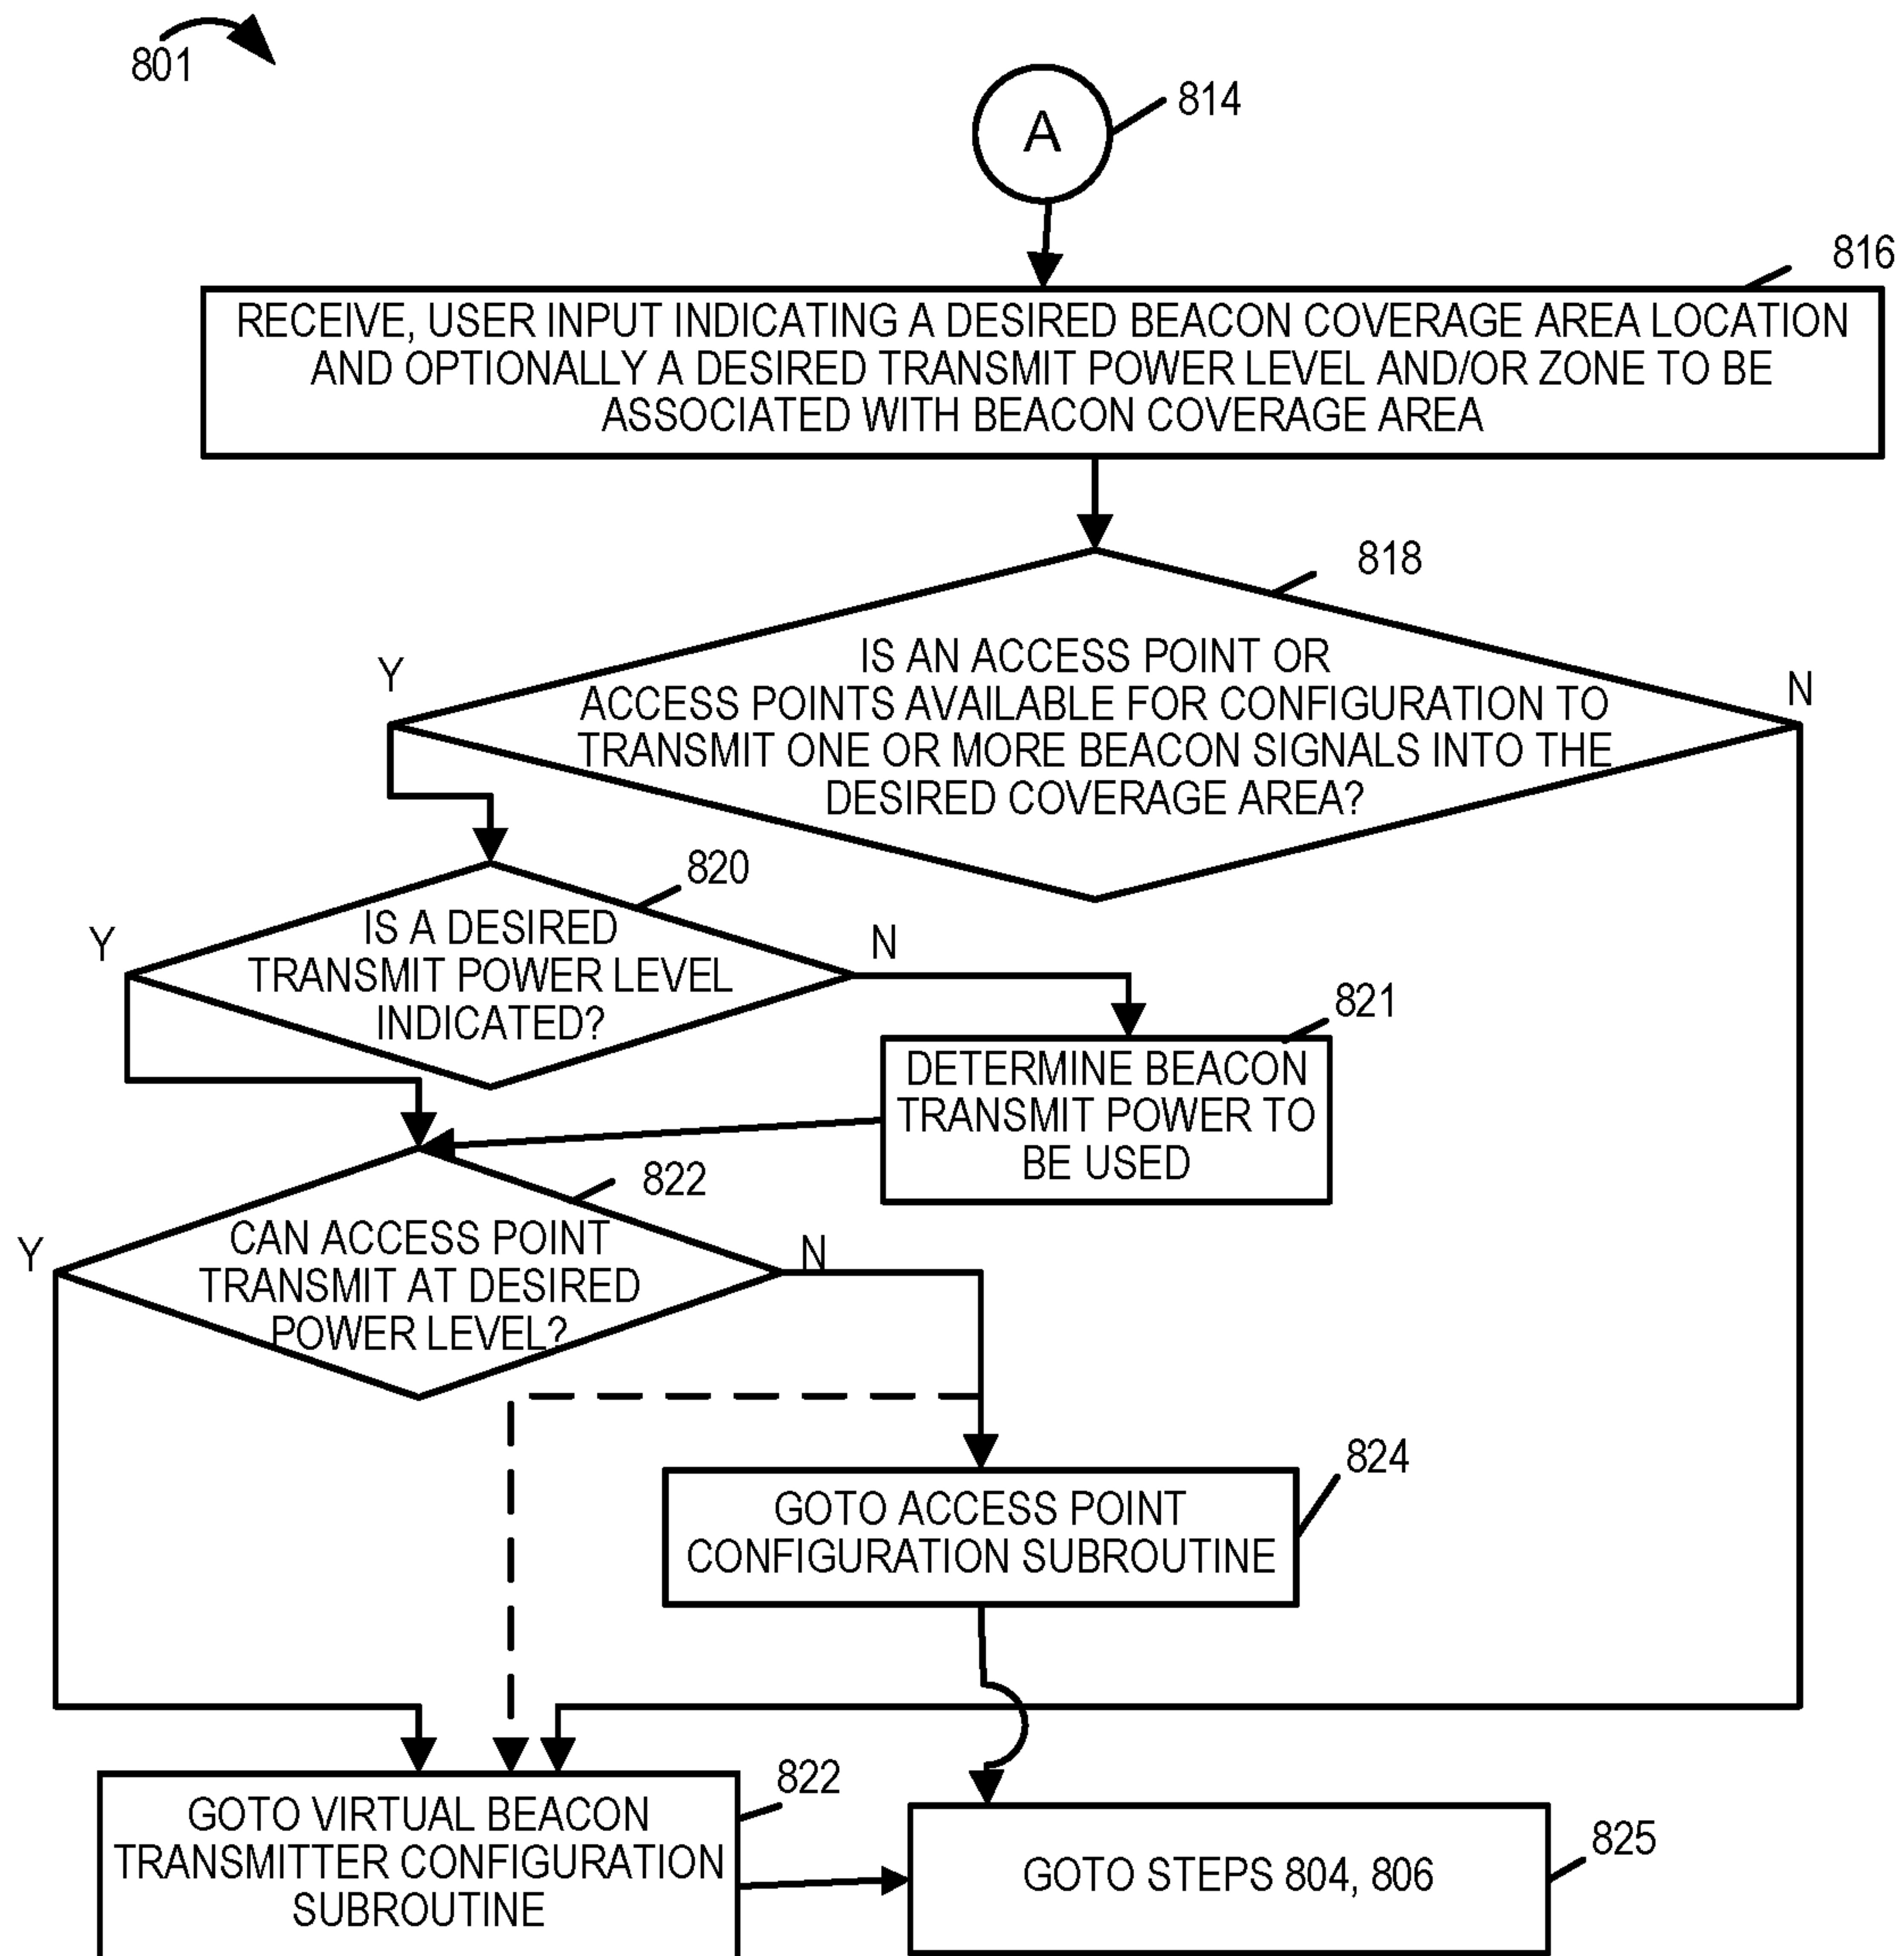 801
A
814
816
RECEIVE, USER INPUT INDICATING A DESIRED BEACON COVERAGE AREA LOCATION
AND OPTIONALLY A DESIRED TRANSMIT POWER LEVEL AND/OR ZONE TO BE
ASSOCIATED WITH BEACON COVERAGE AREA
818
IS AN ACCESS POINT OR
ACCESS POINTS AVAILABLE FOR CONFIGURATION TO
TRANSMIT ONE OR MORE BEACON SIGNALS INTO THE
DESIRED COVERAGE AREA?
Y
N
820
IS A DESIRED
TRANSMIT POWER LEVEL
INDICATED?
Y
N
821
DETERMINE BEACON
TRANSMIT POWER TO
BE USED
822
CAN ACCESS POINT
TRANSMIT AT DESIRED
POWER LEVEL?
Y
N
824
GOTO ACCESS POINT
CONFIGURATION SUBROUTINE
822
GOTO VIRTUAL BEACON
TRANSMITTER CONFIGURATION
SUBROUTINE
825
GOTO STEPS 804, 806